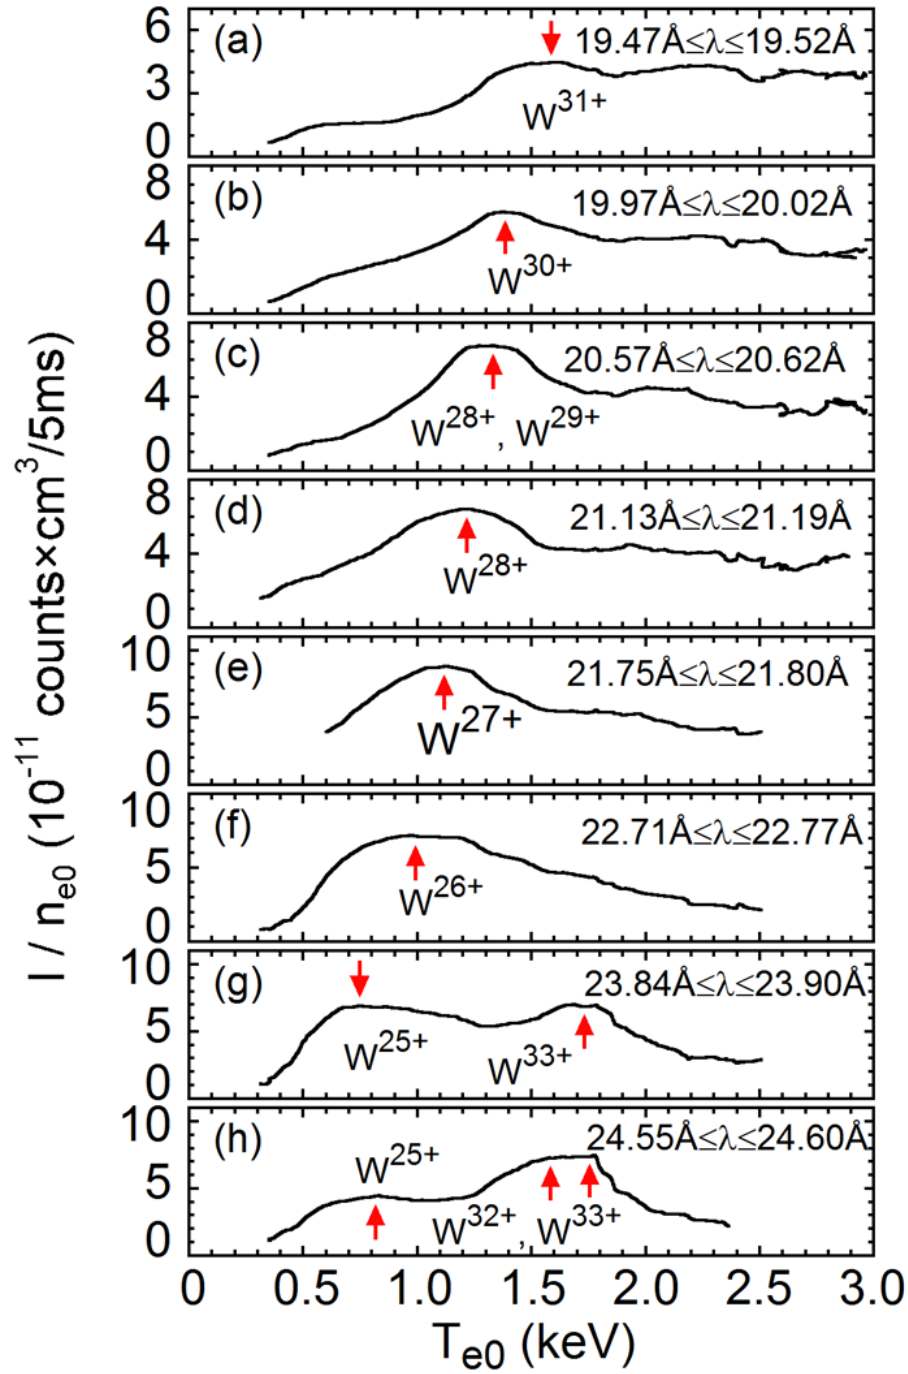 I / nₑ₀ (10⁻¹¹ counts×cm³/5ms)
(a) 19.47Å≤λ≤19.52Å
6
3
0
W³¹⁺
(b) 19.97Å≤λ≤20.02Å
8
4
0
W³⁰⁺
(c) 20.57Å≤λ≤20.62Å
8
4
0
W²⁸⁺, W²⁹⁺
(d) 21.13Å≤λ≤21.19Å
8
4
0
W²⁸⁺
(e) 21.75Å≤λ≤21.80Å
10
5
0
W²⁷⁺
(f) 22.71Å≤λ≤22.77Å
10
5
0
W²⁶⁺
(g) 23.84Å≤λ≤23.90Å
10
5
0
W²⁵⁺ W³³⁺
(h) 24.55Å≤λ≤24.60Å
10
5
0
W²⁵⁺
W³²⁺, W³³⁺
0 0.5 1.0 1.5 2.0 2.5 3.0
Tₑ₀ (keV)